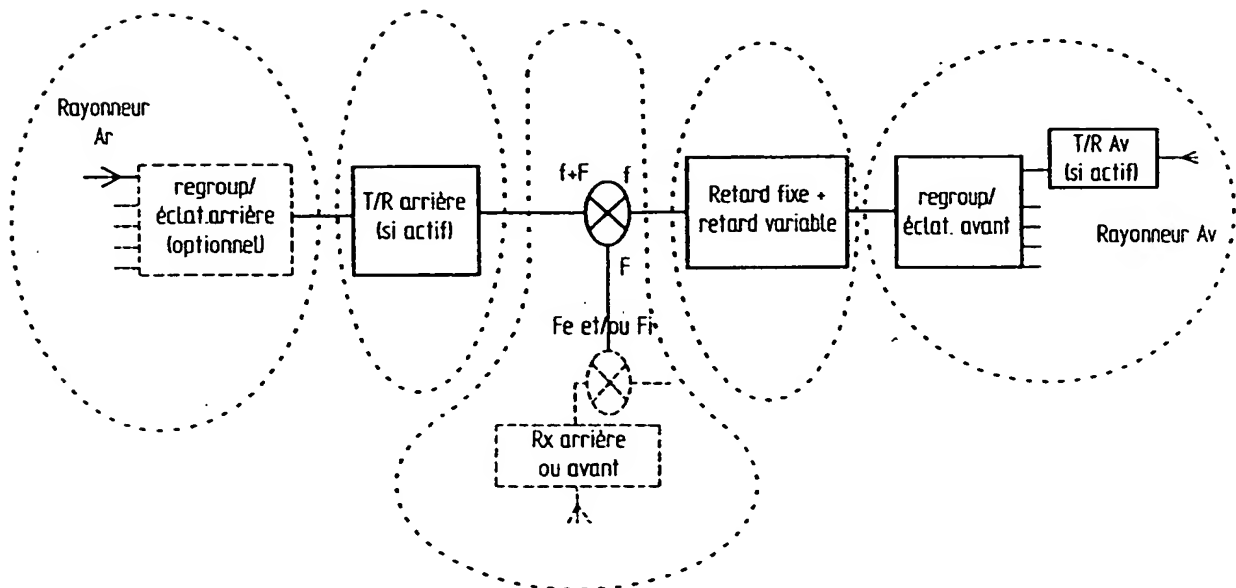 Rayonneur
Ar
regroup/
éclat.arrière
(optionnel)
T/R arrière
(si actif)
f+F
f
F
Fe et/ou Fi
Rx arrière
ou avant
Retard fixe +
retard variable
regroup/
éclat. avant
T/R Av
(si actif)
Rayonneur Av